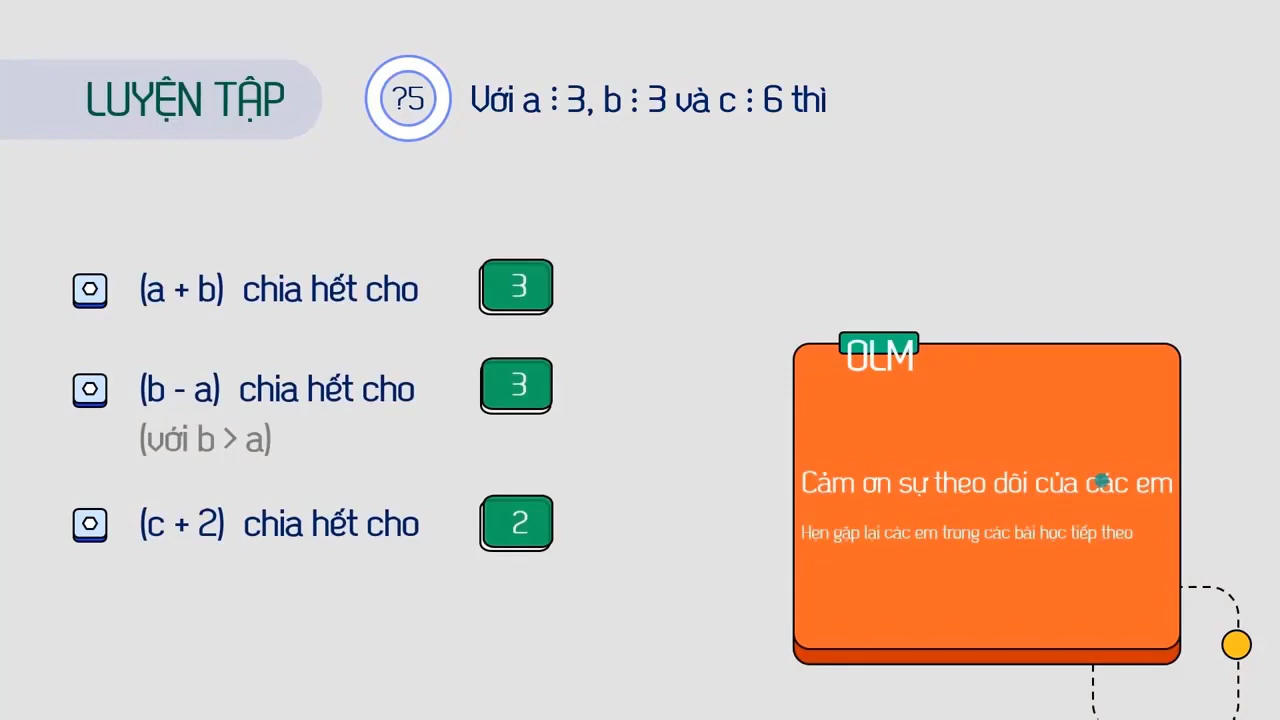 LUYỆN TẬP
?5
Với a ⋮ 3, b ⋮ 3 và c ⋮ 6 thì
(a + b) chia hết cho 3
(b - a) chia hết cho 3
(với b > a)
(c + 2) chia hết cho 2
OLM
Cảm ơn sự theo dõi của các em
Hẹn gặp lại các em trong các bài học tiếp theo